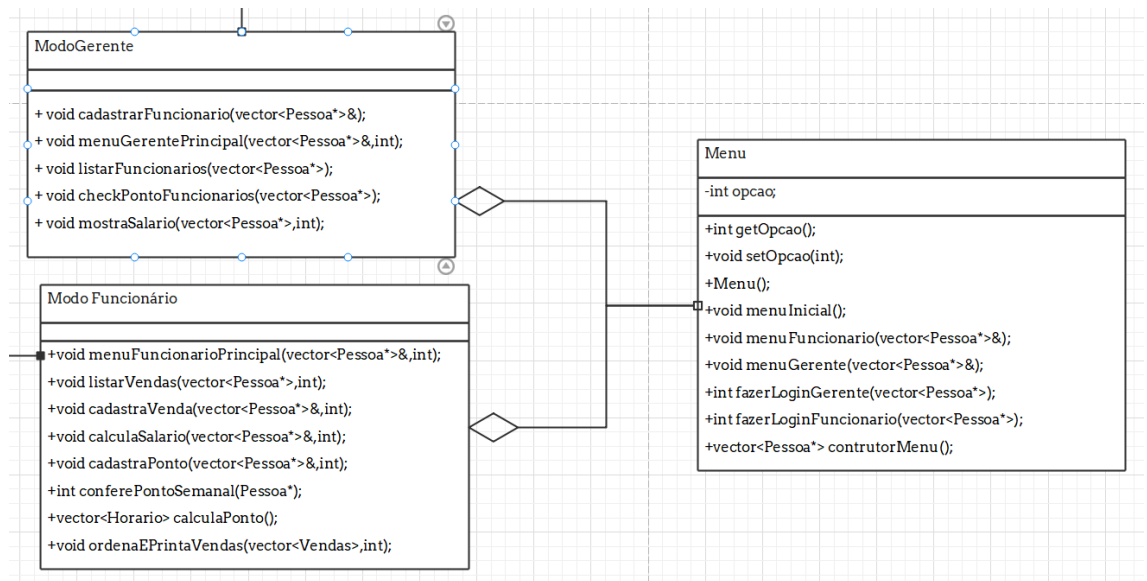 ModoGerente
+ void cadastrarFuncionario(vector<Pessoa*>&);
+ void menuGerentePrincipal(vector<Pessoa*>&,int);
+ void listarFuncionarios(vector<Pessoa*>);
+ void checkPontoFuncionarios(vector<Pessoa*>);
+ void mostraSalario(vector<Pessoa*>,int);
Modo Funcionário
+void menuFuncionarioPrincipal(vector<Pessoa*>&,int);
+void listarVendas(vector<Pessoa*>,int);
+void cadastraVenda(vector<Pessoa*>&,int);
+void calculaSalario(vector<Pessoa*>&,int);
+void cadastraPonto(vector<Pessoa*>&,int);
+int conferePontoSemanal(Pessoa*);
+vector<Horario> calculaPonto();
+void ordenaEPrintaVendas(vector<Vendas>,int);
Menu
-int opcao;
+int getOpcao();
+void setOpcao(int);
+Menu();
+void menuInicial();
+void menuFuncionario(vector<Pessoa*>&);
+void menuGerente(vector<Pessoa*>&);
+int fazerLoginGerente(vector<Pessoa*>);
+int fazerLoginFuncionario(vector<Pessoa*>);
+vector<Pessoa*> contrutorMenu();